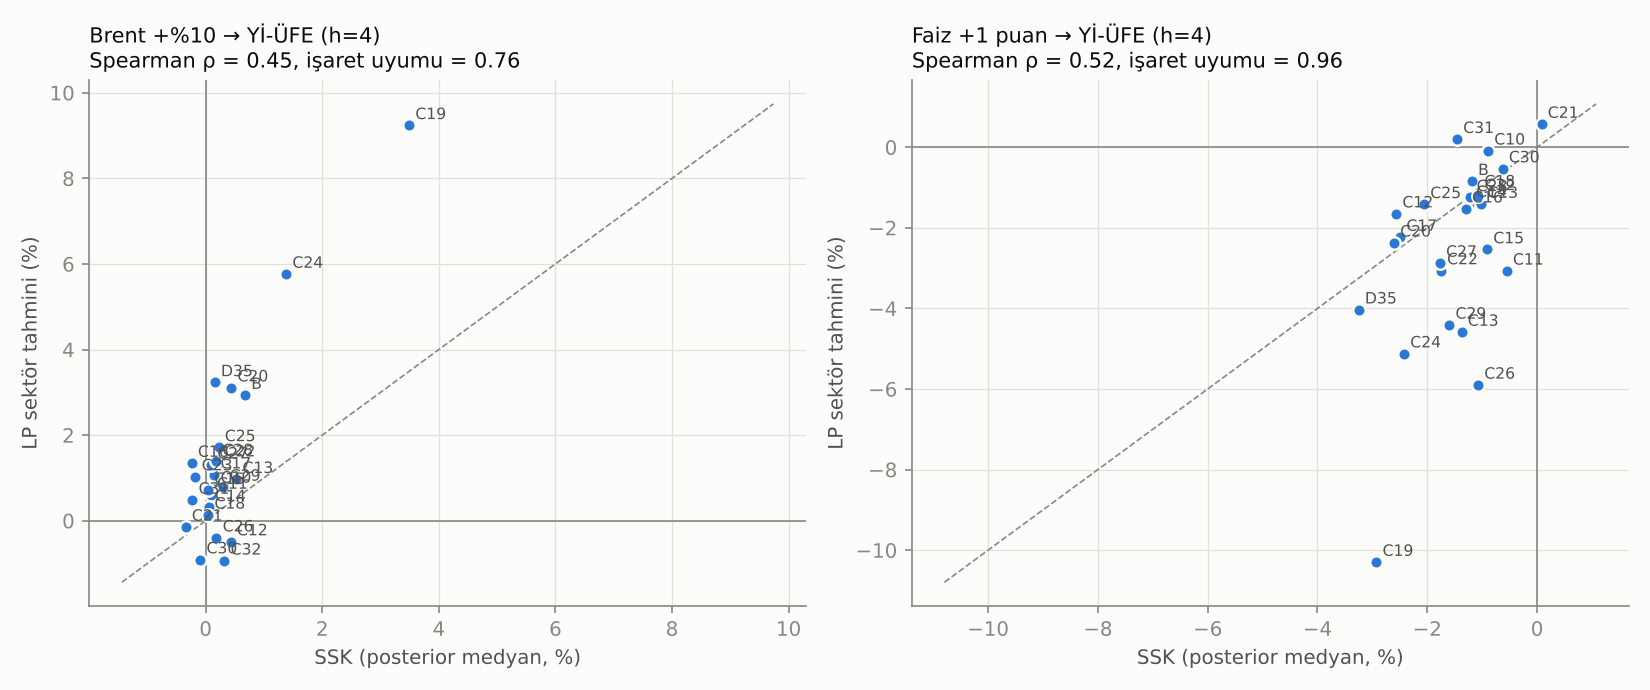 Brent +%10 → Yİ-ÜFE (h=4)
Spearman ρ = 0.45, işaret uyumu = 0.76
10
8
6
4
2
0
LP sektör tahmini (%)
C19
C24
D35
C20
B
C25
C13
C14
C18
C21
C26
C12
C30
C32
0
2
4
6
8
10
SSK (posterior medyan, %)
Faiz +1 puan → Yİ-ÜFE (h=4)
Spearman ρ = 0.52, işaret uyumu = 0.96
0
−2
−4
−6
−8
−10
LP sektör tahmini (%)
C21
C31
C10
C30
B
C25
C12
C17
C20
C15
C27
C22
C11
D35
C29
C13
C24
C26
C19
−10
−8
−6
−4
−2
0
SSK (posterior medyan, %)